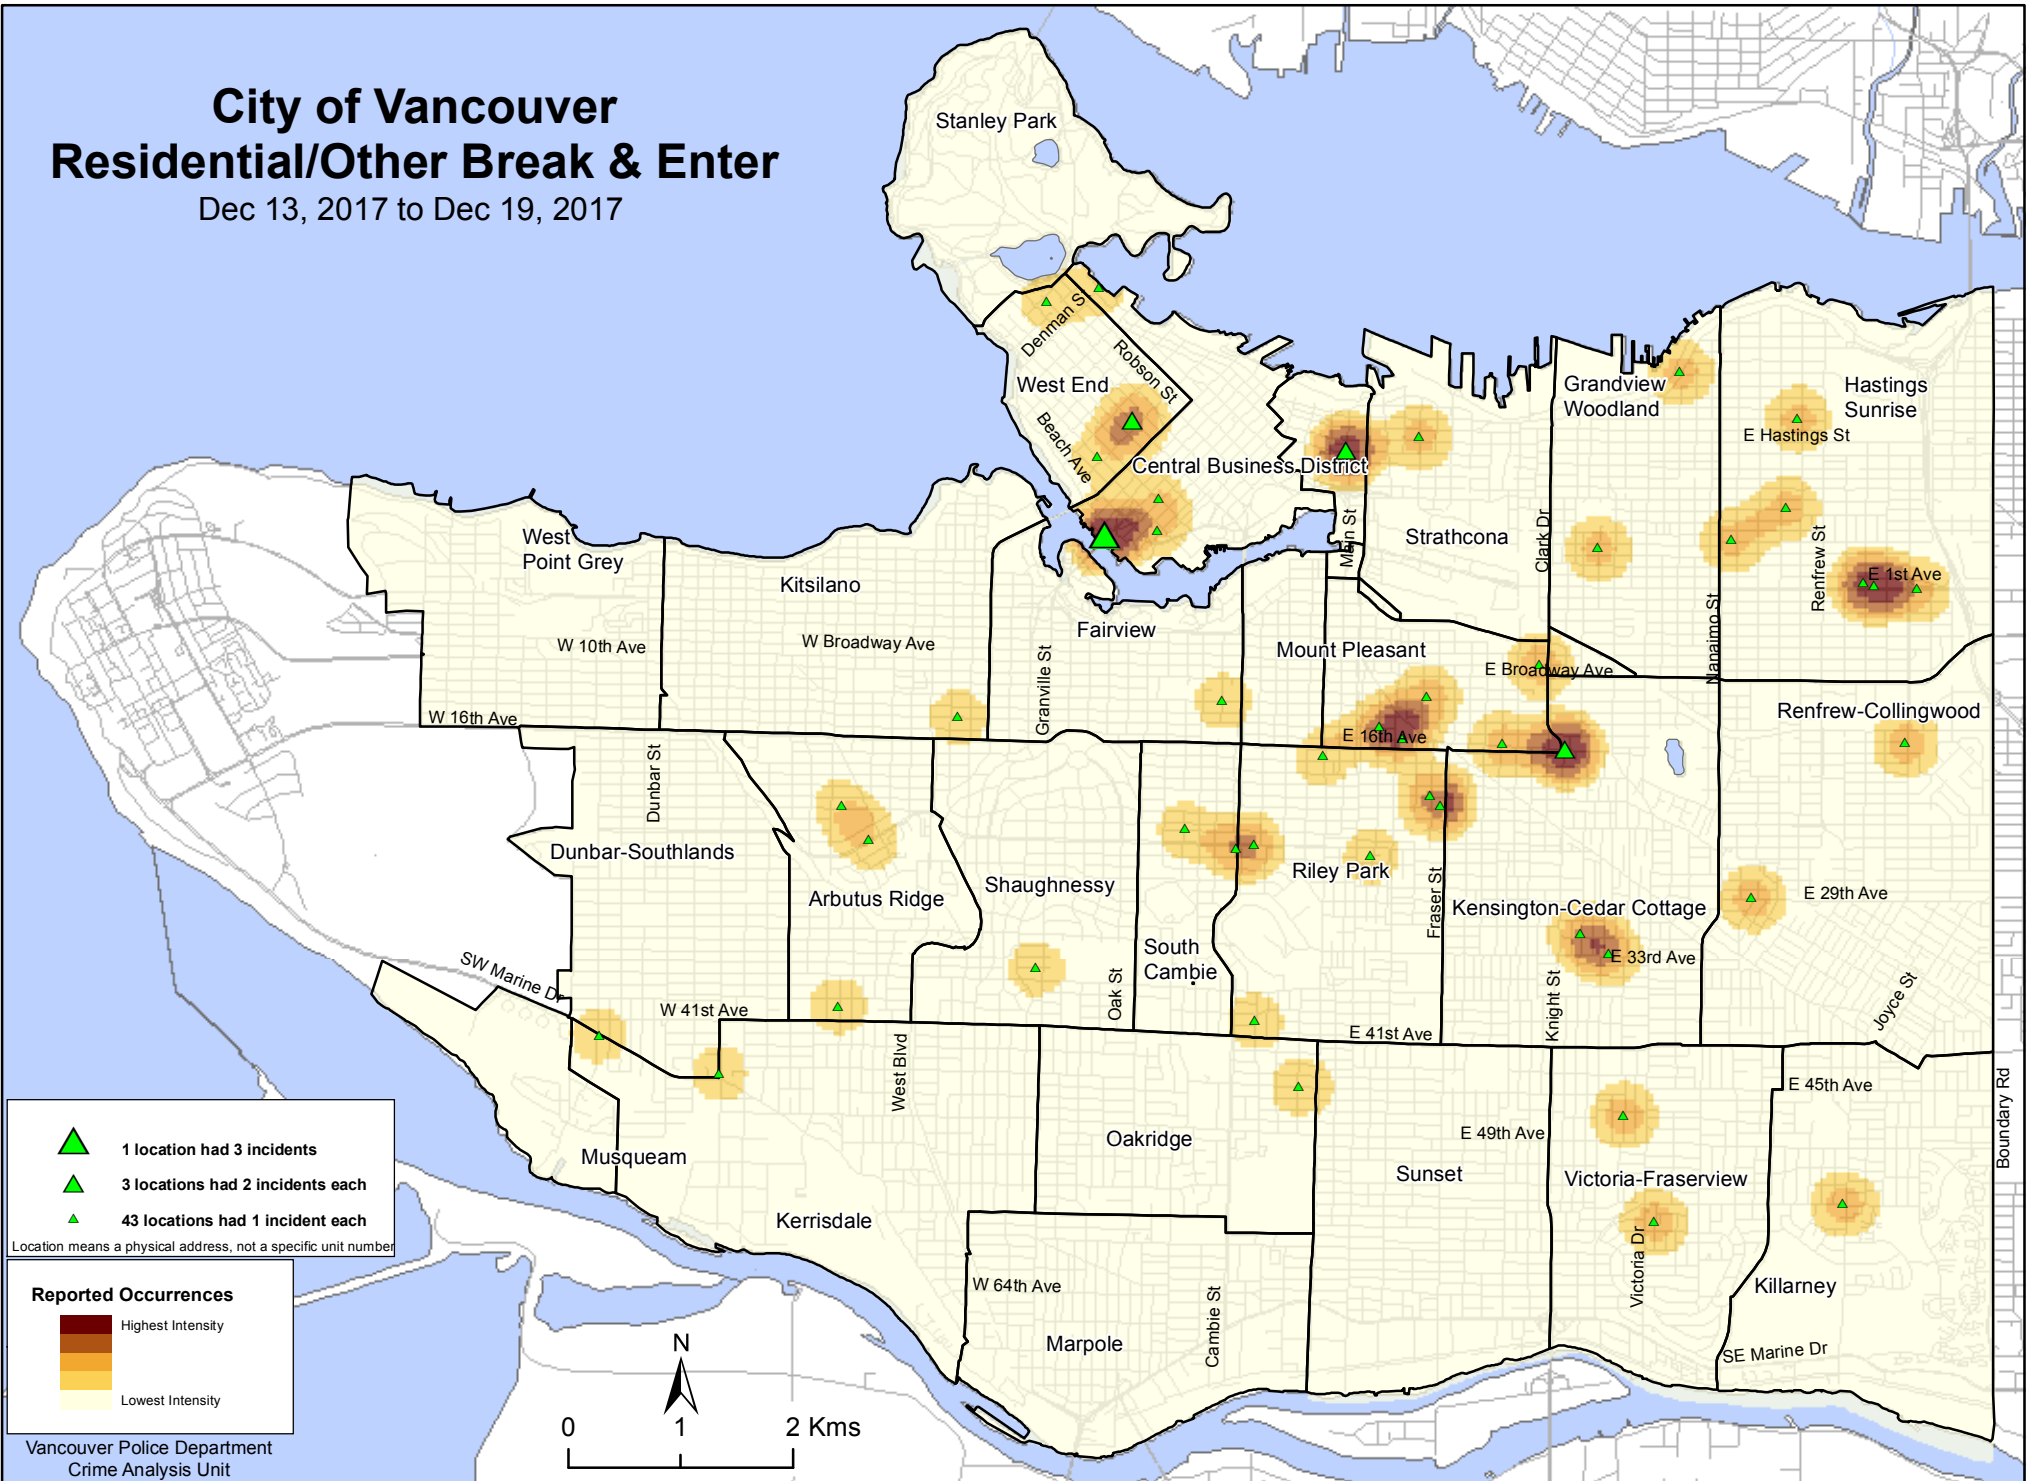 City of Vancouver
Residential/Other Break & Enter
Dec 13, 2017 to Dec 19, 2017
Stanley Park
Denman St
Robson St
West End
Beach Ave
Central Business District
Grandview
Woodland
Hastings
Sunrise
E Hastings St
West
Point Grey
Kitsilano
Main St
Strathcona
Clark Dr
Renfrew St
E 1st Ave
Nanaimo St
W 10th Ave
W Broadway Ave
Fairview
Granville St
Mount Pleasant
E Broadway Ave
W 16th Ave
E 16th Ave
Renfrew-Collingwood
Dunbar St
Dunbar-Southlands
Arbutus Ridge
Shaughnessy
Riley Park
Fraser St
Kensington-Cedar Cottage
E 29th Ave
South
Cambie
E 33rd Ave
SW Marine Dr
W 41st Ave
Oak St
Knight St
Joyce St
E 41st Ave
West Blvd
E 45th Ave
Boundary Rd
Oakridge
E 49th Ave
Musqueam
Sunset
Victoria-Fraserview
Kerrisdale
Victoria Dr
W 64th Ave
Cambie St
Killarney
Marpole
SE Marine Dr
1 location had 3 incidents
3 locations had 2 incidents each
43 locations had 1 incident each
Location means a physical address, not a specific unit number
Reported Occurrences
Highest Intensity
Lowest Intensity
Vancouver Police Department
Crime Analysis Unit
N
0 1 2 Kms